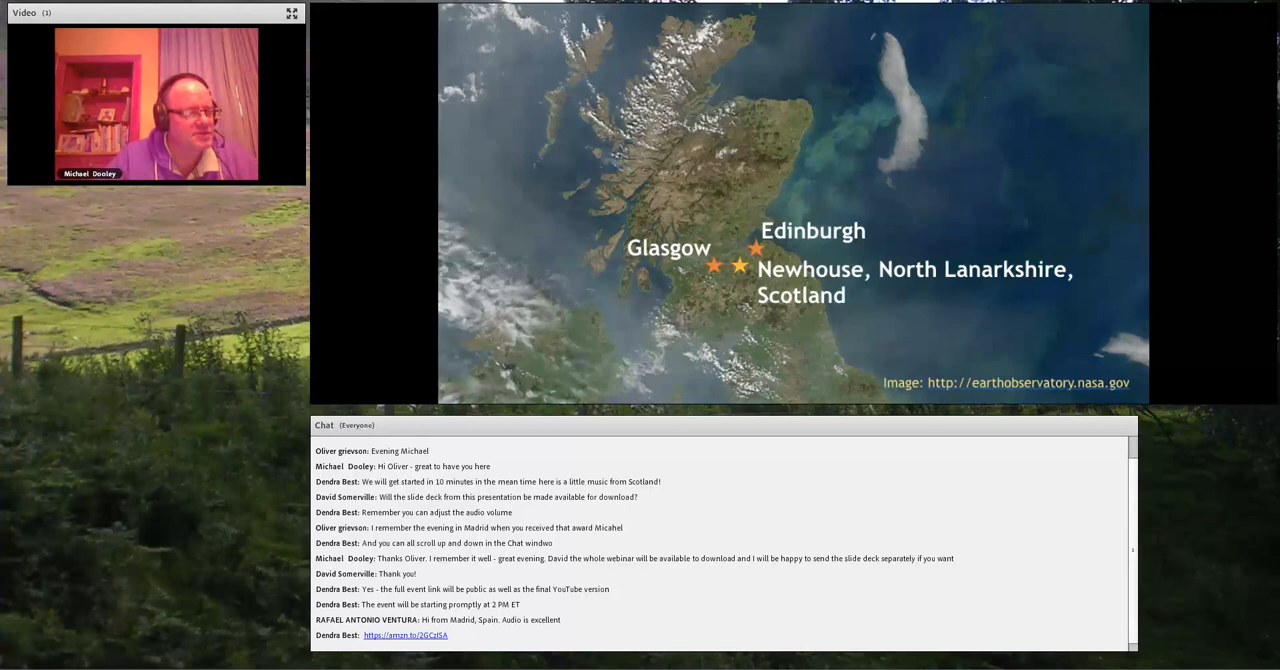 Video (1)
Michael Dooley
Edinburgh
Glasgow
Newhouse, North Lanarkshire,
Scotland
Image: http://earthobservatory.nasa.gov
Chat (Everyone)
Oliver grievson: Evening Michael
Michael Dooley: Hi Oliver - great to have you here
Dendra Best: We will get started in 10 minutes in the mean time here is a little music from Scotland!
David Somerville: Will the slide deck from this presentation be made available for download?
Dendra Best: Remember you can adjust the audio volume
Oliver grievson: I remember the evening in Madrid when you received that award Micahel
Dendra Best: And you can all scroll up and down in the Chat windwo
Michael Dooley: Thanks Oliver. I remember it well - great evening. David the whole webinar will be available to download and I will be happy to send the slide deck separately if you want
David Somerville: Thank you!
Dendra Best: Yes - the full event link will be public as well as the final YouTube version
Dendra Best: The event will be starting promptly at 2 PM ET
RAFAEL ANTONIO VENTURA: Hi from Madrid, Spain. Audio is excellent
Dendra Best: https://amzn.to/2GCzISA